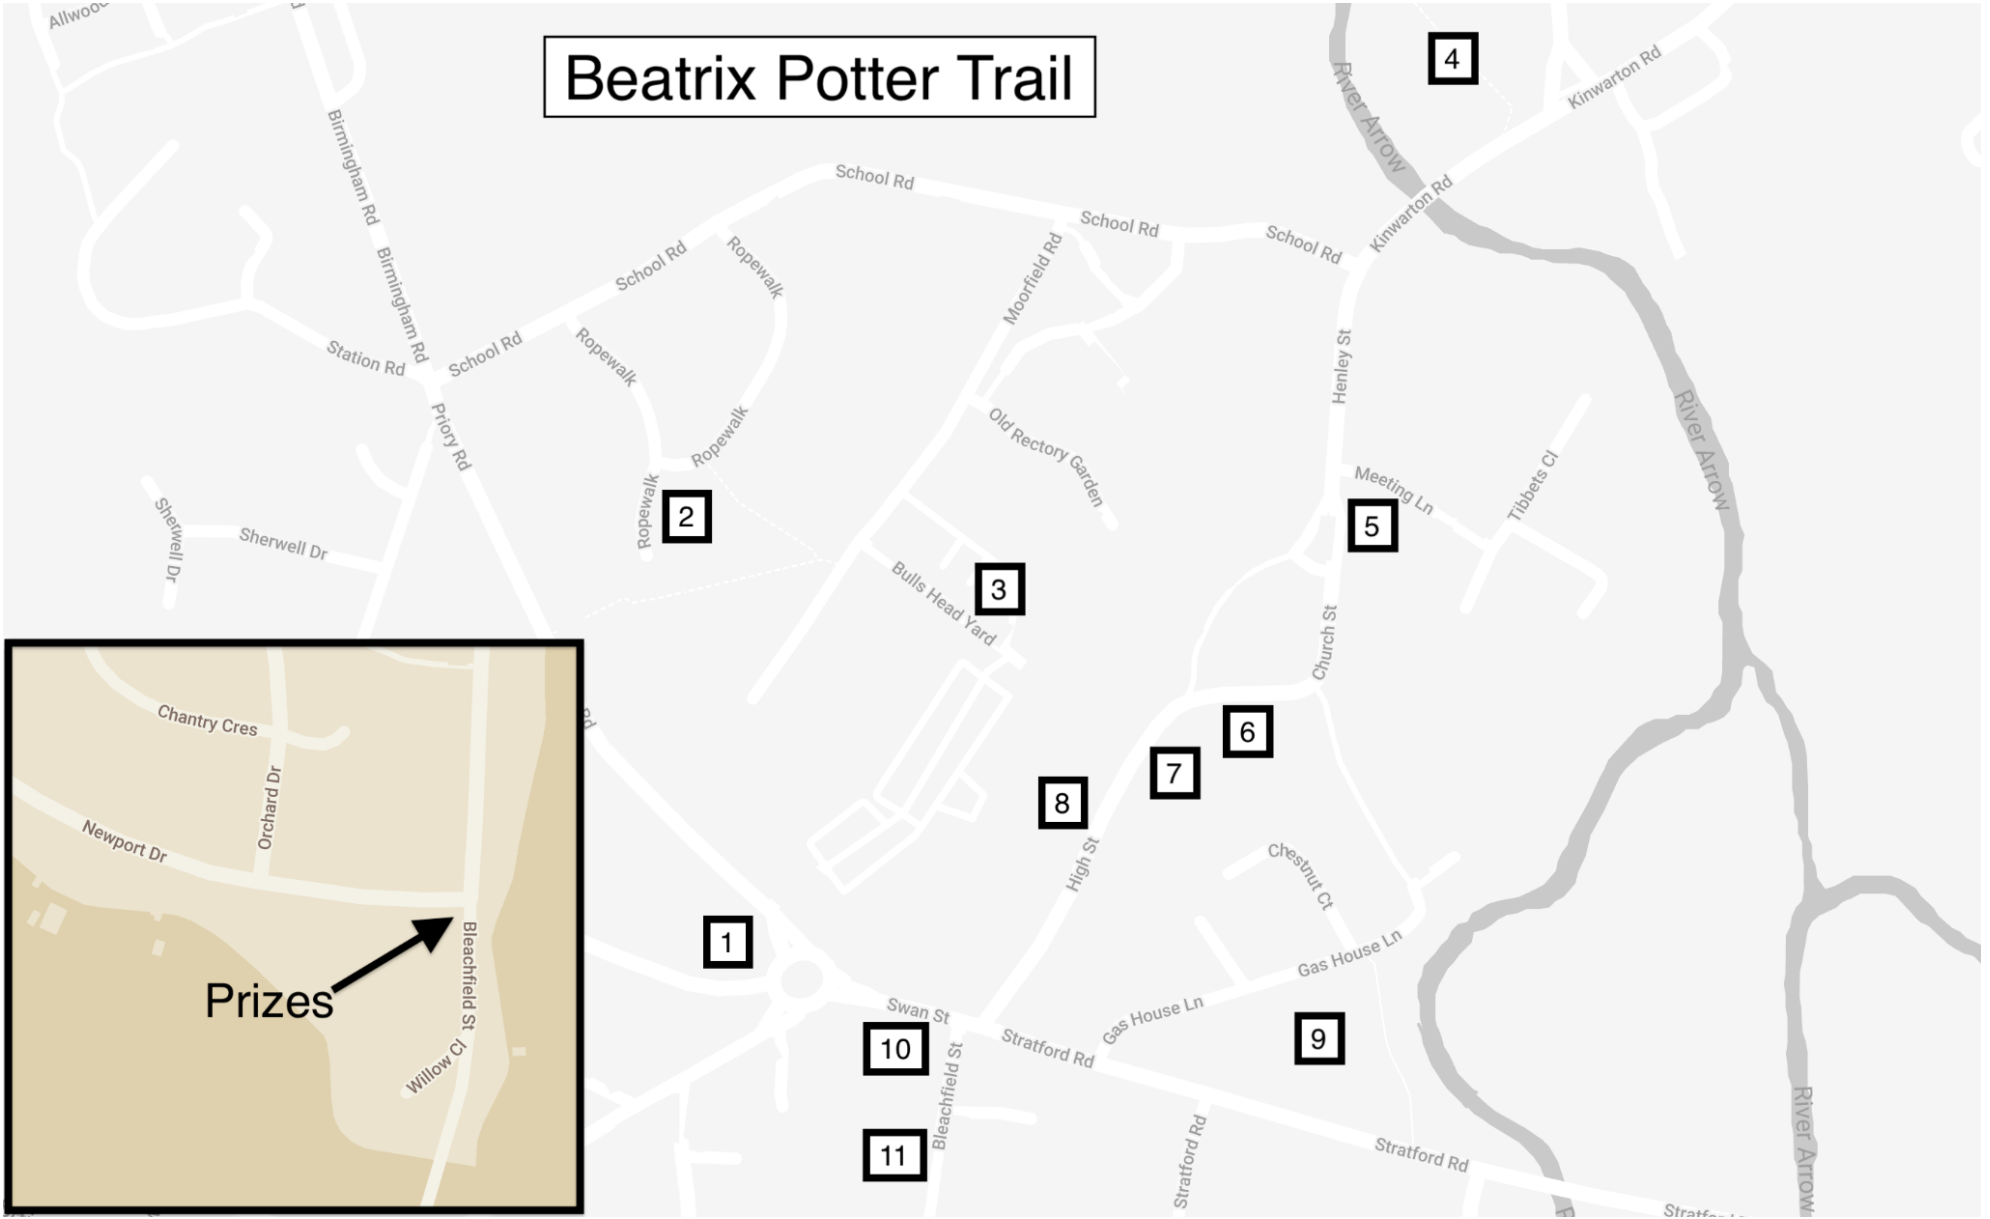 Allwood
Beatrix Potter Trail
4
Kinwarton Rd
River Arrow
Birmingham Rd
School Rd
School Rd
Kinwarton Rd
School Rd
Ropewalk
School Rd
Moorfield Rd
Birmingham Rd
Station Rd
School Rd
Ropewalk
Henley St
Priory Rd
Ropewalk
Old Rectory Garden
River Arrow
Meeting Ln
Tibbets Cl
Sherwell Dr
Sherwell Dr
Ropewalk
2
5
Bulls Head Yard
3
Church St
Rd
6
7
8
High St
Chestnut Ct
Chantry Cres
Orchard Dr
Newport Dr
Bleachfield St
Prizes
Willow Cl
1
Gas House Ln
Swan St
Gas House Ln
Stratford Rd
9
10
Bleachfield St
11
Stratford Rd
Stratford Rd
River Arrow